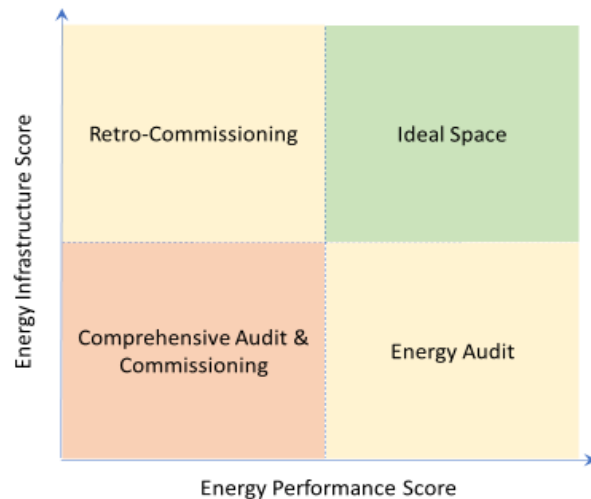 Energy Infrastructure Score
Retro-Commissioning
Ideal Space
Comprehensive Audit &
Commissioning
Energy Audit
Energy Performance Score